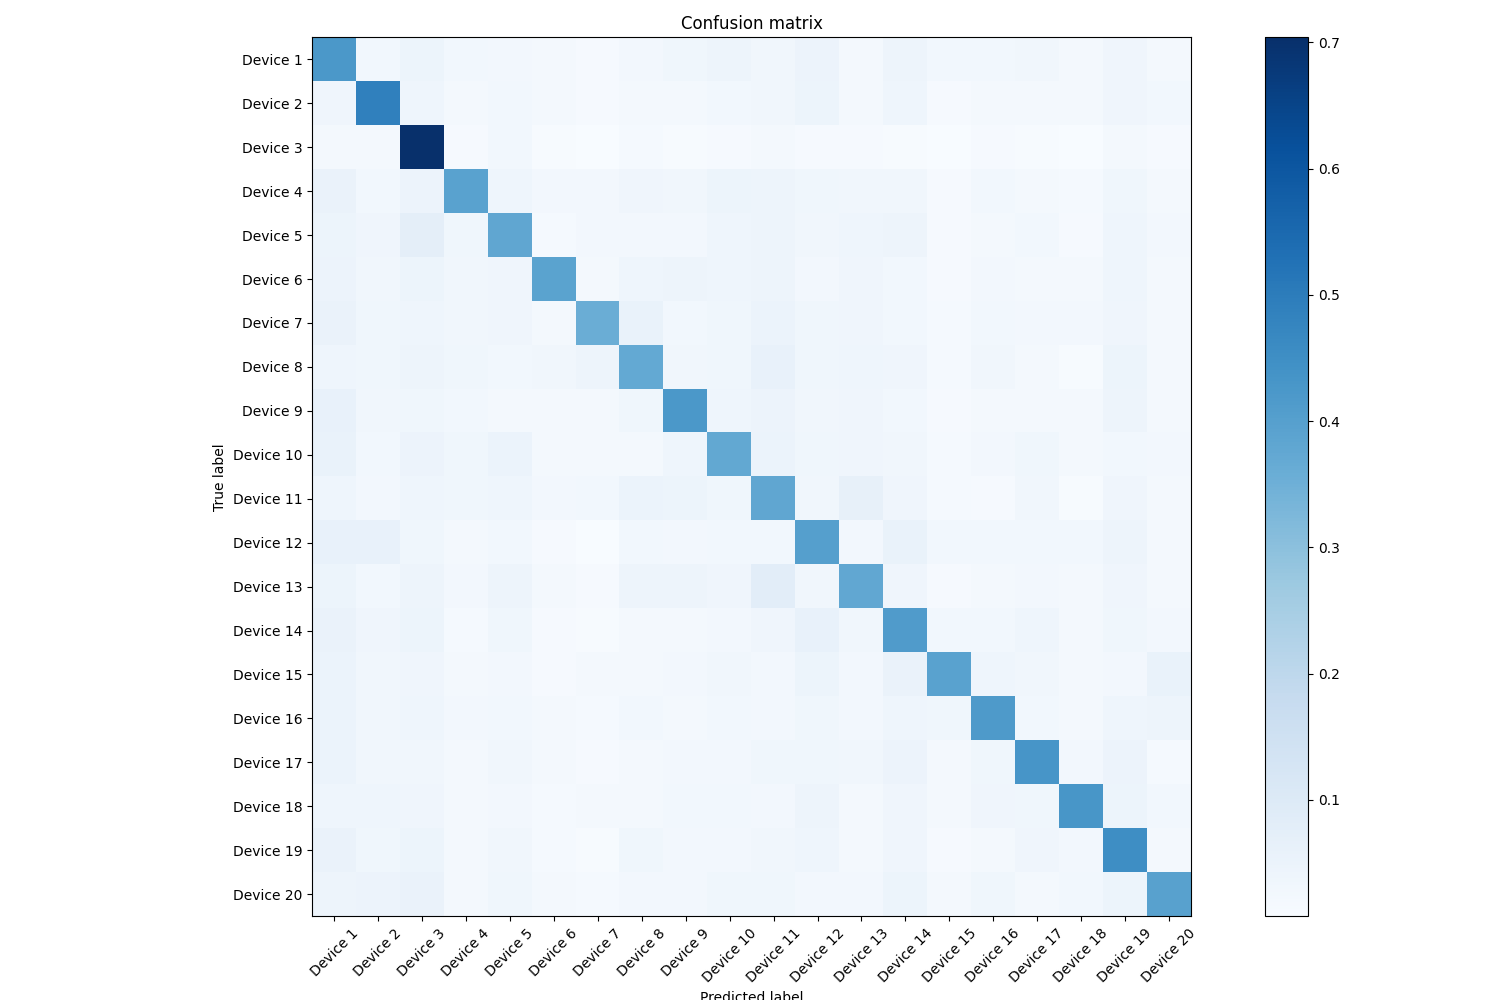 Confusion matrix
True label
Device 1
Device 2
Device 3
Device 4
Device 5
Device 6
Device 7
Device 8
Device 9
Device 10
Device 11
Device 12
Device 13
Device 14
Device 15
Device 16
Device 17
Device 18
Device 19
Device 20
Device 1
Device 2
Device 3
Device 4
Device 5
Device 6
Device 7
Device 8
Device 9
Device 10
Device 11
Device 12
Device 13
Device 14
Device 15
Device 16
Device 17
Device 18
Device 19
Device 20
Predicted label
0.7
0.6
0.5
0.4
0.3
0.2
0.1